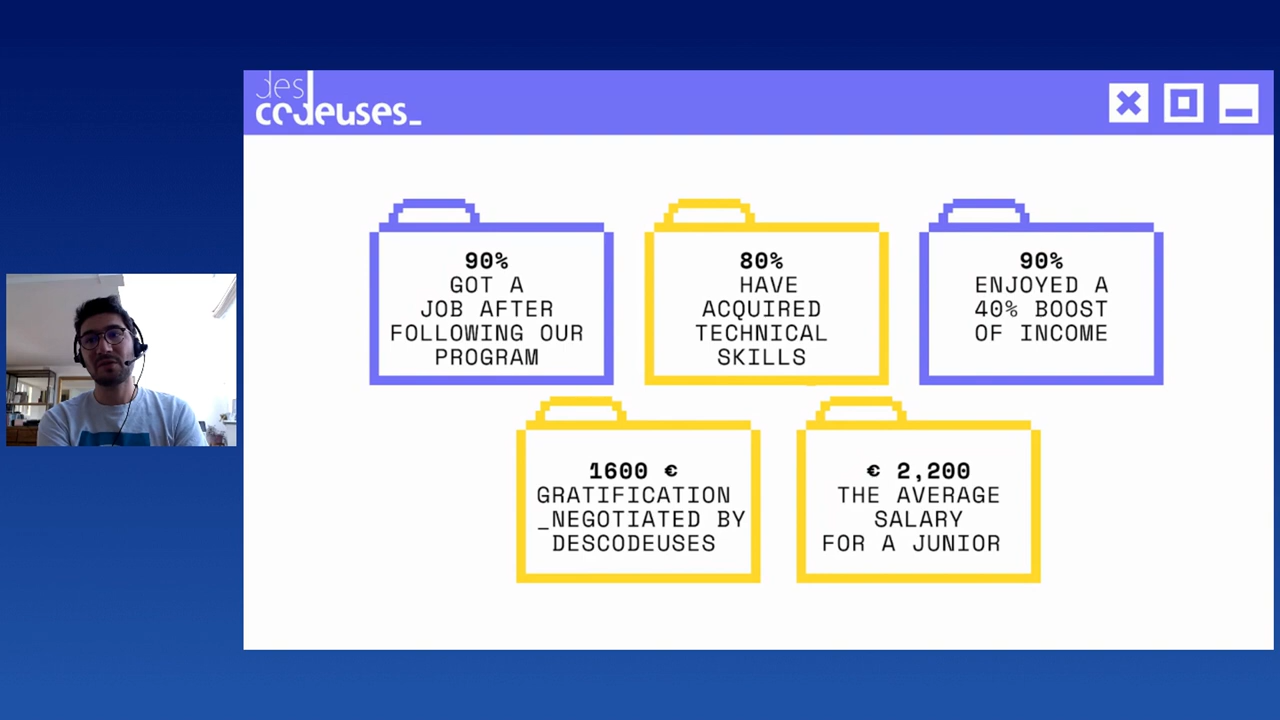 des
codeuses_
90%
GOT A
JOB AFTER
FOLLOWING OUR
PROGRAM
80%
HAVE
ACQUIRED
TECHNICAL
SKILLS
90%
ENJOYED A
40% BOOST
OF INCOME
1600 €
GRATIFICATION
_NEGOTIATED BY
DESCODEUSES
€ 2,200
THE AVERAGE
SALARY
FOR A JUNIOR